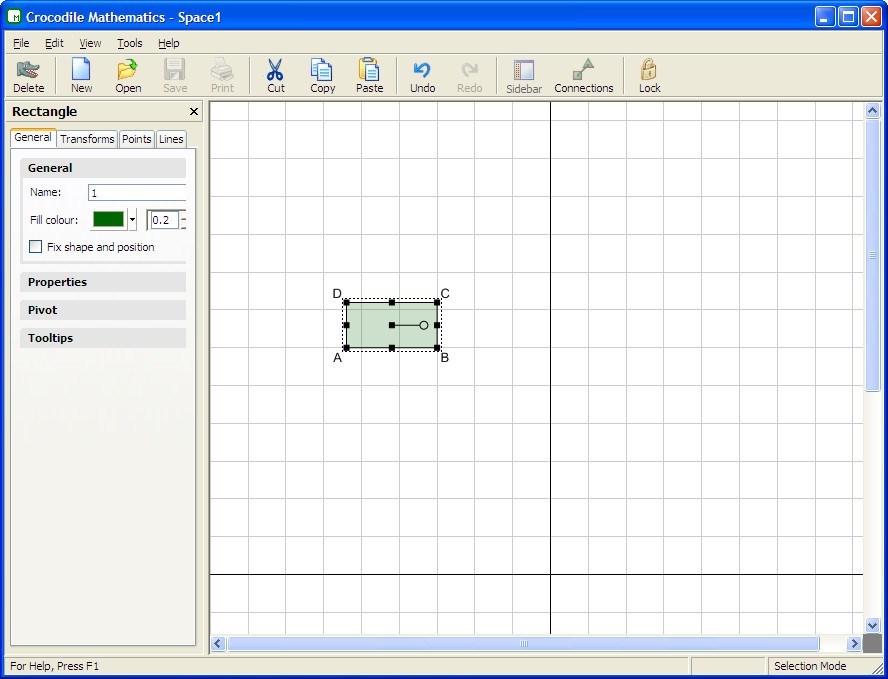 Crocodile Mathematics - Space1
File Edit View Tools Help
Delete New Open Save Print Cut Copy Paste Undo Redo Sidebar Connections Lock
Rectangle
General Transforms Points Lines
General
Name: 1
Fill colour: 0.2
Fix shape and position
Properties
Pivot
Tooltips
D C
A B
For Help, Press F1 Selection Mode